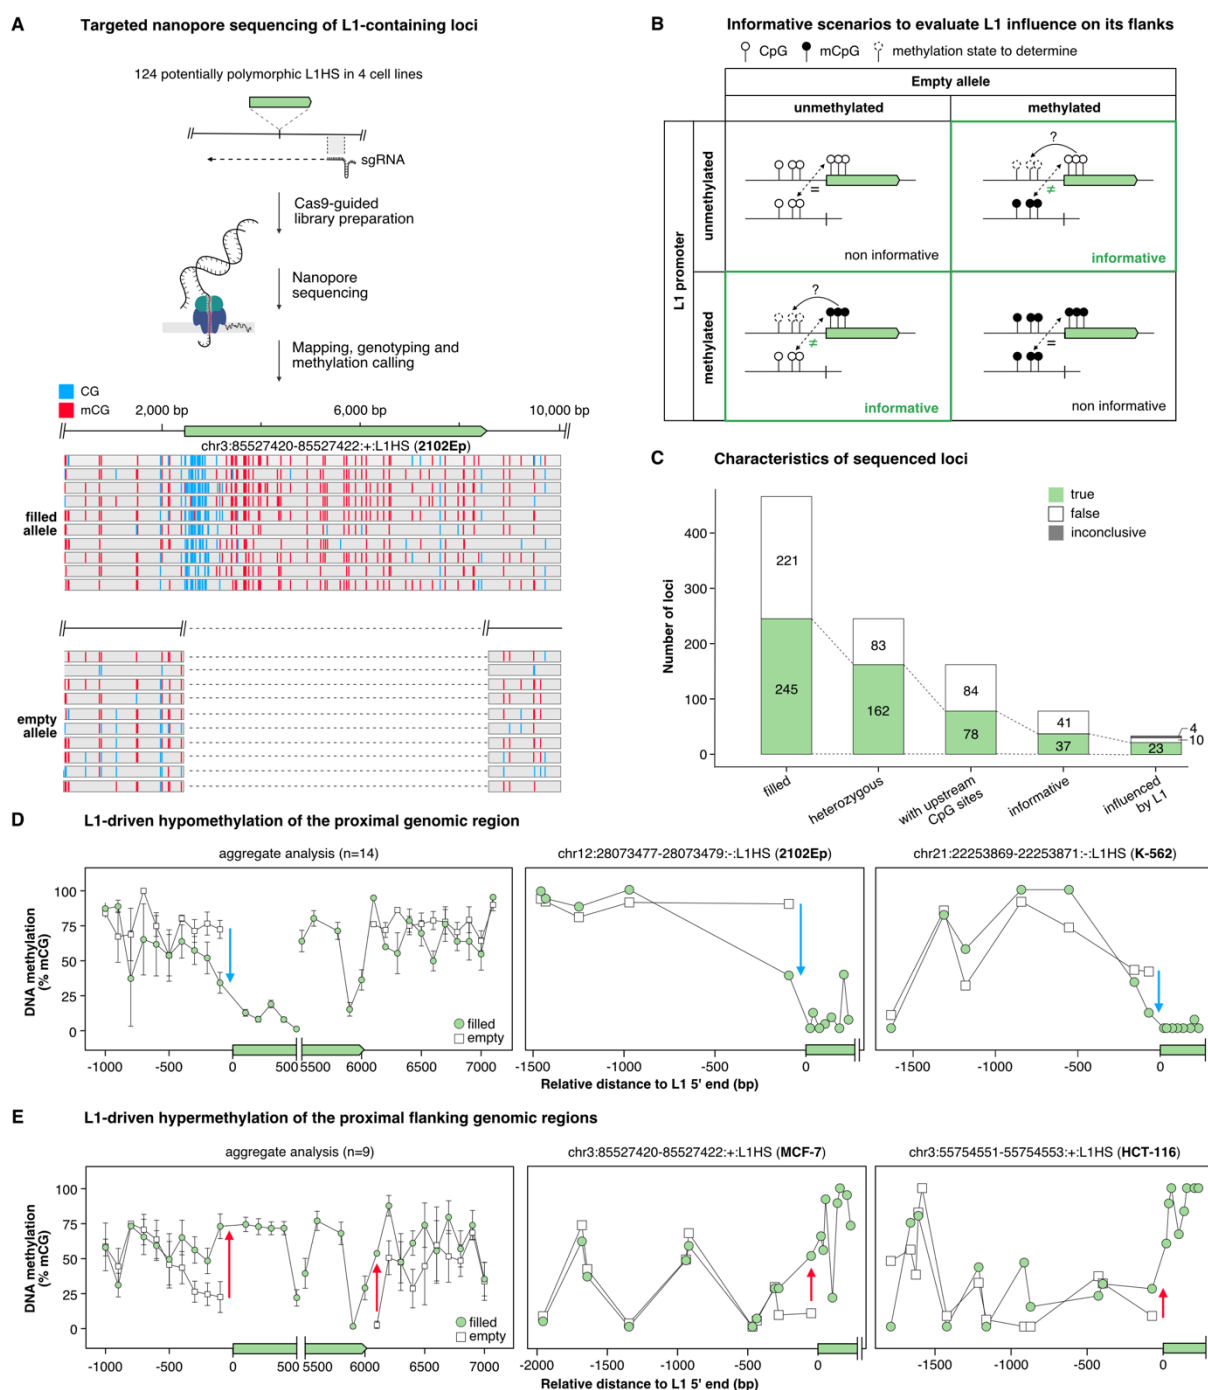 A Targeted nanopore sequencing of L1-containing loci
124 potentially polymorphic L1HS in 4 cell lines
sgRNA
Cas9-guided
library preparation
Nanopore
sequencing
Mapping, genotyping and
methylation calling
CG
mCG
2,000 bp 6,000 bp 10,000 bp
chr3:85527420-85527422:+:L1HS (2102Ep)
filled
allele
empty
allele
B Informative scenarios to evaluate L1 influence on its flanks
CpG mCpG methylation state to determine
Empty allele
unmethylated methylated
L1 promoter
unmethylated
methylated
=
non informative
?
≠
informative
?
≠
informative
=
non informative
C Characteristics of sequenced loci
true
false
inconclusive
Number of loci
400
300
200
100
0
221
245
83
162
84
78
41
37
4
10
23
filled
heterozygous
with upstream
CpG sites
informative
influenced
by L1
D L1-driven hypomethylation of the proximal genomic region
aggregate analysis (n=14)
chr12:28073477-28073479:-:L1HS (2102Ep)
chr21:22253869-22253871:-:L1HS (K-562)
DNA methylation
(% mCG)
100
75
50
25
0
filled
empty
-1000 -500 0 500 5500 6000 6500 7000
-1500 -1000 -500 0
-1500 -1000 -500 0
Relative distance to L1 5' end (bp)
E L1-driven hypermethylation of the proximal flanking genomic regions
aggregate analysis (n=9)
chr3:85527420-85527422:+:L1HS (MCF-7)
chr3:55754551-55754553:+:L1HS (HCT-116)
DNA methylation
(% mCG)
100
75
50
25
0
filled
empty
-1000 -500 0 500 5500 6000 6500 7000
-2000 -1500 -1000 -500 0
-1500 -1000 -500 0
Relative distance to L1 5' end (bp)